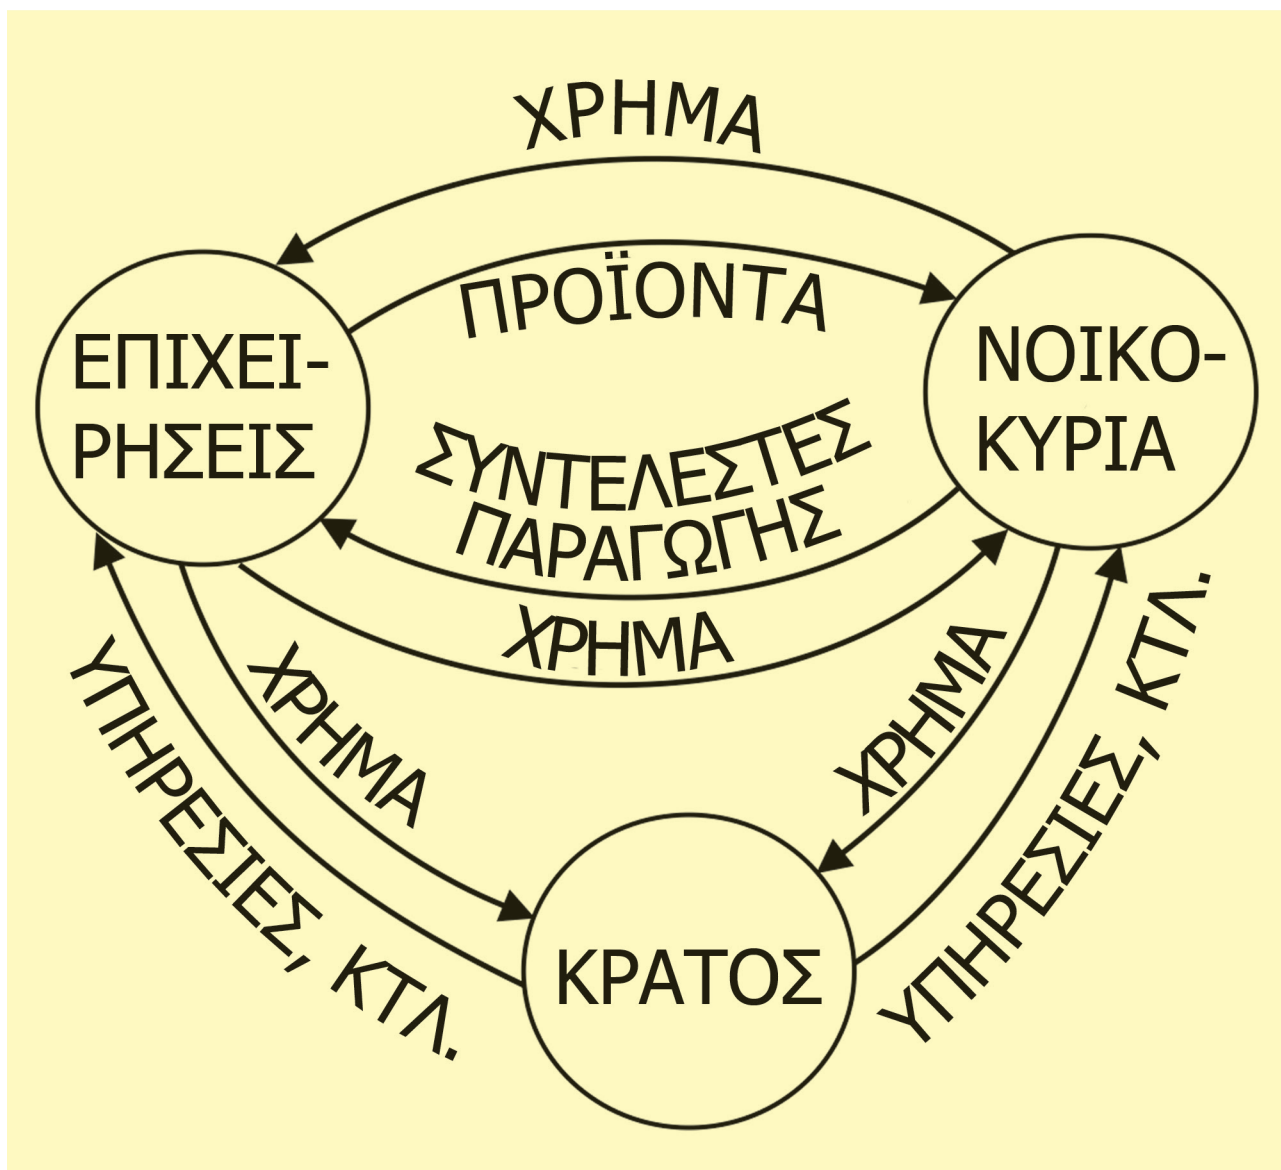 ΧΡΗΜΑ
ΠΡΟΪΟΝΤΑ
ΕΠΙΧΕΙ-
ΡΗΣΕΙΣ
ΝΟΙΚΟ-
ΚΥΡΙΑ
ΣΥΝΤΕΛΕΣΤΕΣ
ΠΑΡΑΓΩΓΗΣ
ΧΡΗΜΑ
ΧΡΗΜΑ
ΥΠΗΡΕΣΙΕΣ, ΚΤΛ.
ΧΡΗΜΑ
ΥΠΗΡΕΣΙΕΣ, ΚΤΛ.
ΚΡΑΤΟΣ